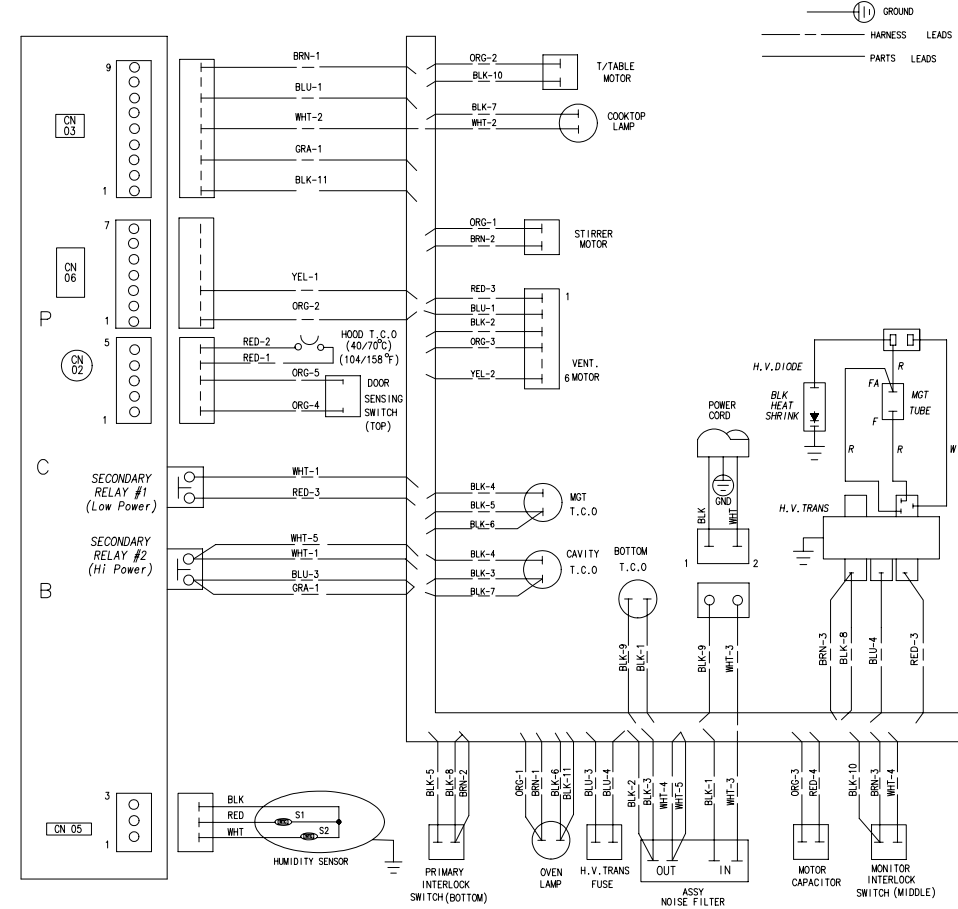 GROUND
HARNESS LEADS
PARTS LEADS
9
CN
03
1
BRN-1
BLU-1
WHT-2
GRA-1
BLK-11
ORG-2
BLK-10
T/TABLE
MOTOR
BLK-7
WHT-2
COOKTOP
LAMP
7
CN
06
1
YEL-1
ORG-2
ORG-1
BRN-2
STIRRER
MOTOR
RED-3
BLU-1
BLK-2
ORG-3
YEL-2
1
VENT.
6 MOTOR
P
5
CN
02
1
RED-2
RED-1
ORG-5
ORG-4
HOOD T.C.O
(40/70°C)
(104/158°F)
DOOR
SENSING
SWITCH
(TOP)
C
SECONDARY
RELAY #1
(Low Power)
WHT-1
RED-3
BLK-4
BLK-5
BLK-6
MGT
T.C.O
SECONDARY
RELAY #2
(Hi Power)
WHT-5
WHT-1
BLU-3
GRA-1
BLK-4
BLK-3
BLK-7
CAVITY
T.C.O
B
BOTTOM
T.C.O
BLK-9
BLK-1
POWER
CORD
GND
BLK
WHT
1
2
BLK-9
WHT-3
H.V.DIODE
BLK
HEAT
SHRINK
R
FA
MGT
TUBE
F
R
R
W
H.V.TRANS
BRN-3
BLK-8
BLU-4
RED-3
3
CN 05
1
BLK
RED
WHT
S1
S2
HUMIDITY SENSOR
BLK-5
BLK-8
BRN-2
PRIMARY
INTERLOCK
SWITCH (BOTTOM)
ORG-1
BRN-1
BLK-6
BLK-11
OVEN
LAMP
BLU-3
BLU-4
H.V.TRANS
FUSE
BLK-2
BLK-3
WHT-4
WHT-5
BLK-1
WHT-3
OUT
IN
ASSY
NOISE FILTER
ORG-3
RED-4
MOTOR
CAPACITOR
BLK-10
BRN-3
WHT-4
MONITOR
INTERLOCK
SWITCH (MIDDLE)